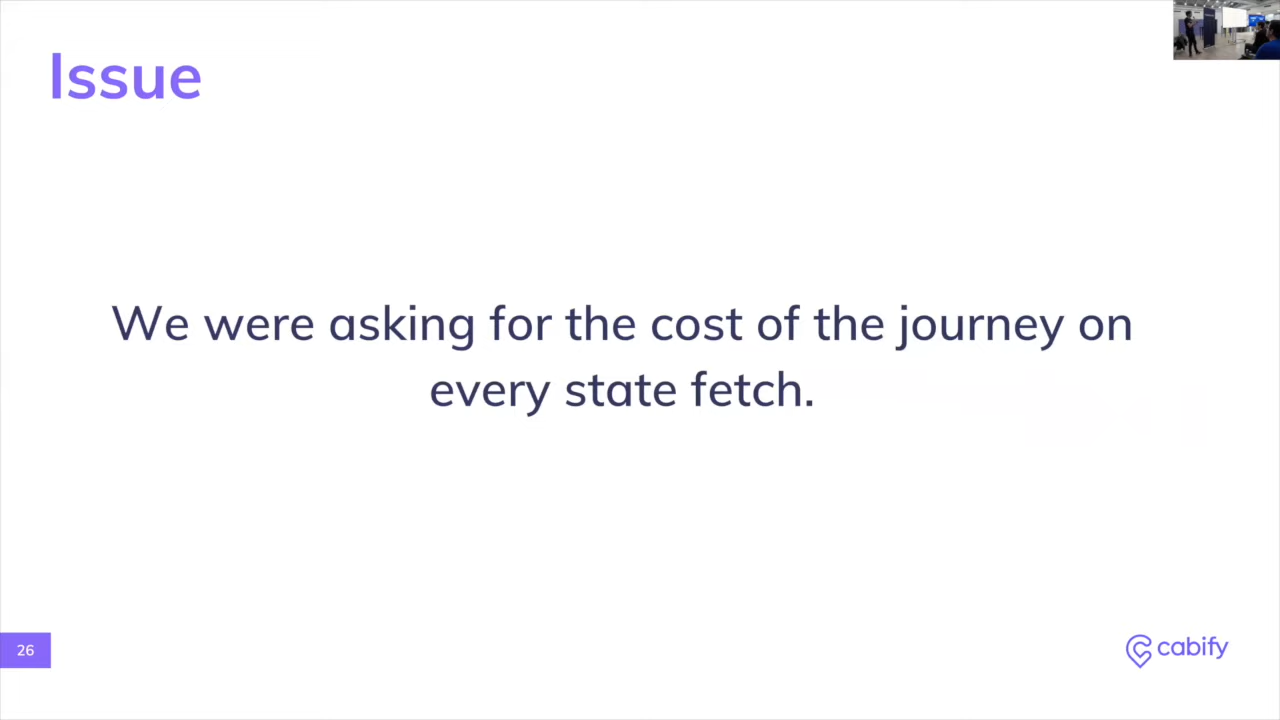 Issue
We were asking for the cost of the journey on
every state fetch.
26
cabify